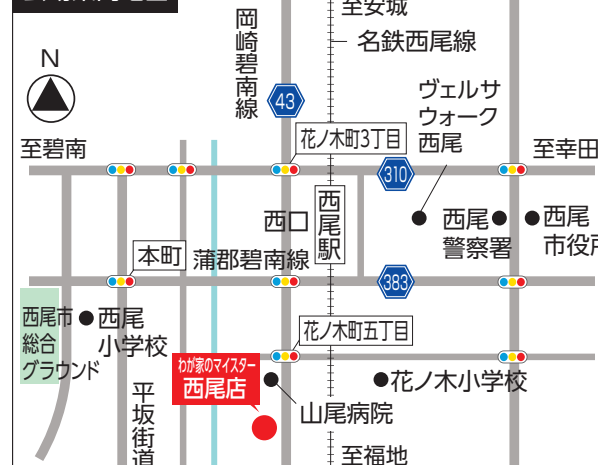 至安城
岡崎碧南線
名鉄西尾線
N
ヴェルサ
ウォーク
西尾
43
花ノ木町3丁目
至碧南
至幸田
310
西口
西尾駅
西尾
警察署
西尾
市役所
本町
蒲郡碧南線
383
西尾市
総合
グラウンド
西尾
小学校
花ノ木町五丁目
わが家のマイスター
西尾店
花ノ木小学校
山尾病院
平坂街道
至福地